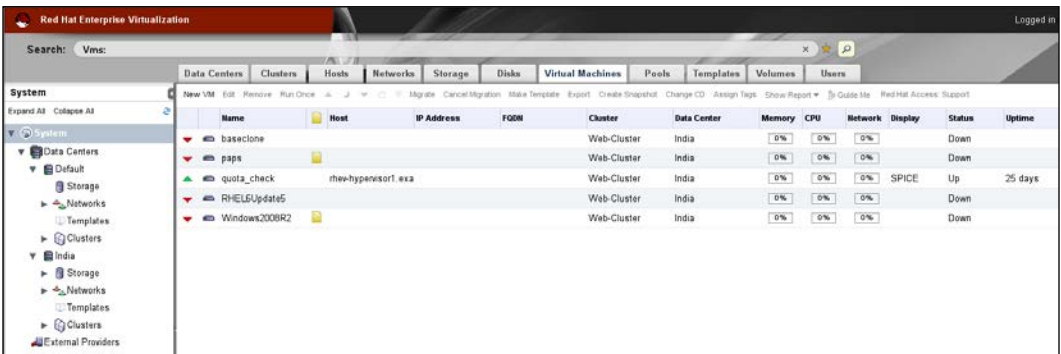 Red Hat Enterprise Virtualization Logged in
Search: Vms:
Data Centers Clusters Hosts Networks Storage Disks Virtual Machines Pools Templates Volumes Users
System
New VM Edit Remove Run Once Migrate Cancel Migration Make Template Export Create Snapshot Change CD Assign Tags Show Report Guide Me Red Hat Access: Support
Expand All Collapse All
Name Host IP Address FQDN Cluster Data Center Memory CPU Network Display Status Uptime
System
baseclone Web-Cluster India 0% 0% 0% Down
Data Centers
paps Web-Cluster India 0% 0% 0% Down
Default
Storage
quota_check rhev-hypervisor1.exa Web-Cluster India 0% 0% 0% SPICE Up 25 days
Networks
RHEL6Update5 Web-Cluster India 0% 0% 0% Down
Templates
Windows2008R2 Web-Cluster India 0% 0% 0% Down
Clusters
India
Storage
Networks
Templates
Clusters
External Providers